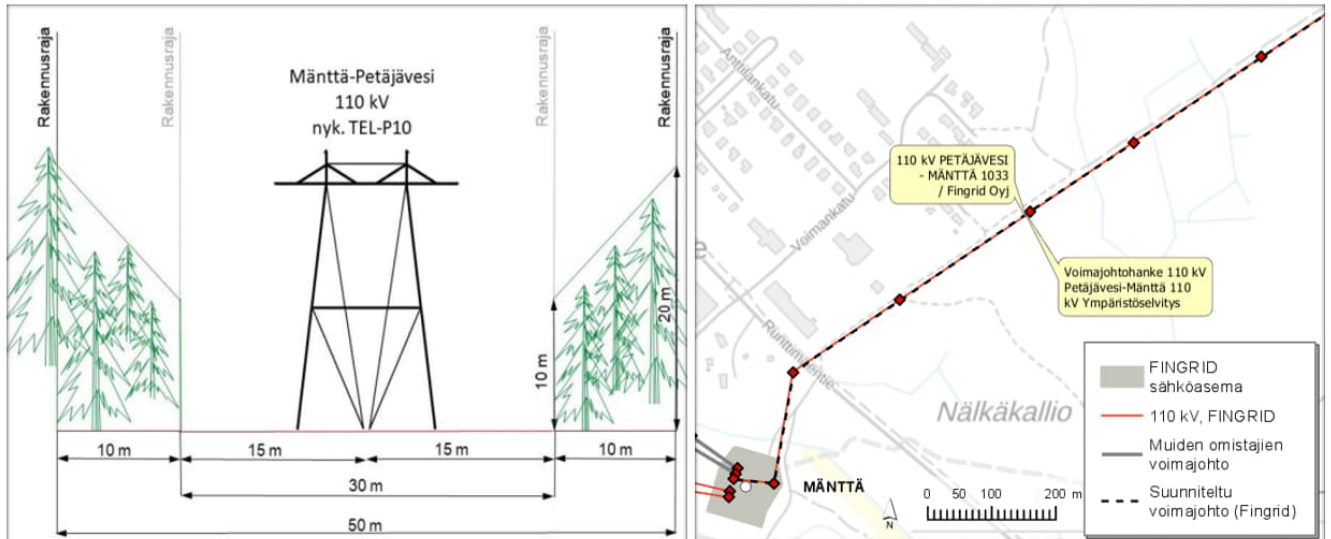 Rakennusraja
Rakennusraja
Mänttä-Petäjävesi
110 kV
nyk. TEL-P10
Rakennusraja
Rakennusraja
20 m
10 m
10 m
15 m
15 m
10 m
30 m
50 m
Anttilankatu
110 kV PETÄJÄVESI
- MÄNTTÄ 1033
/ Fingrid Oyj
Voimankatu
Voimajohtohanke 110 kV
Petäjävesi-Mänttä 110
kV Ympäristöselvitys
e
Nälkäkallio
MÄNTTÄ
N
0 50 100 200 m
FINGRID
sähköasema
110 kV, FINGRID
Muiden omistajien
voimajohto
Suunniteltu
voimajohto (Fingrid)